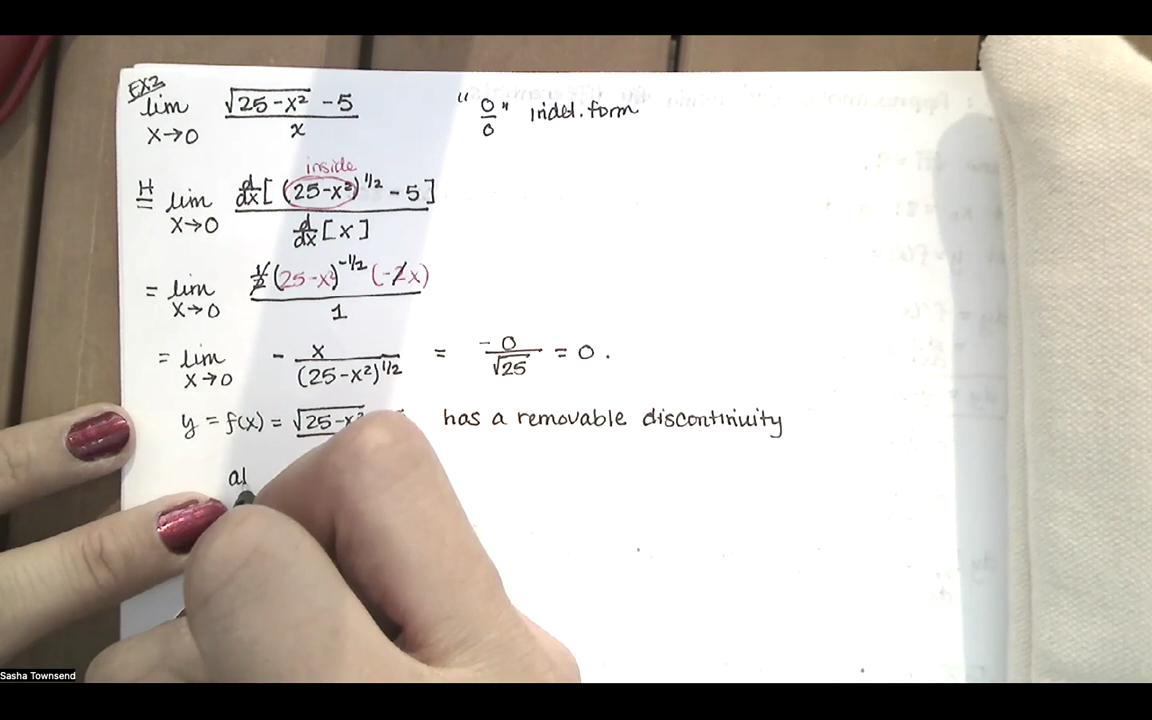 EX2
lim x→0 (√(25-x²) - 5)/x "0/0" indet. form
inside
H= lim x→0 d/dx[(25-x²)^1/2 - 5] / d/dx[x]
= lim x→0 1/2(25-x²)^-1/2 (-2x) / 1
= lim x→0 - x/(25-x²)^1/2 = -0/√25 = 0.
y = f(x) = √25-x² has a removable discontinuity
at
Sasha Townsend